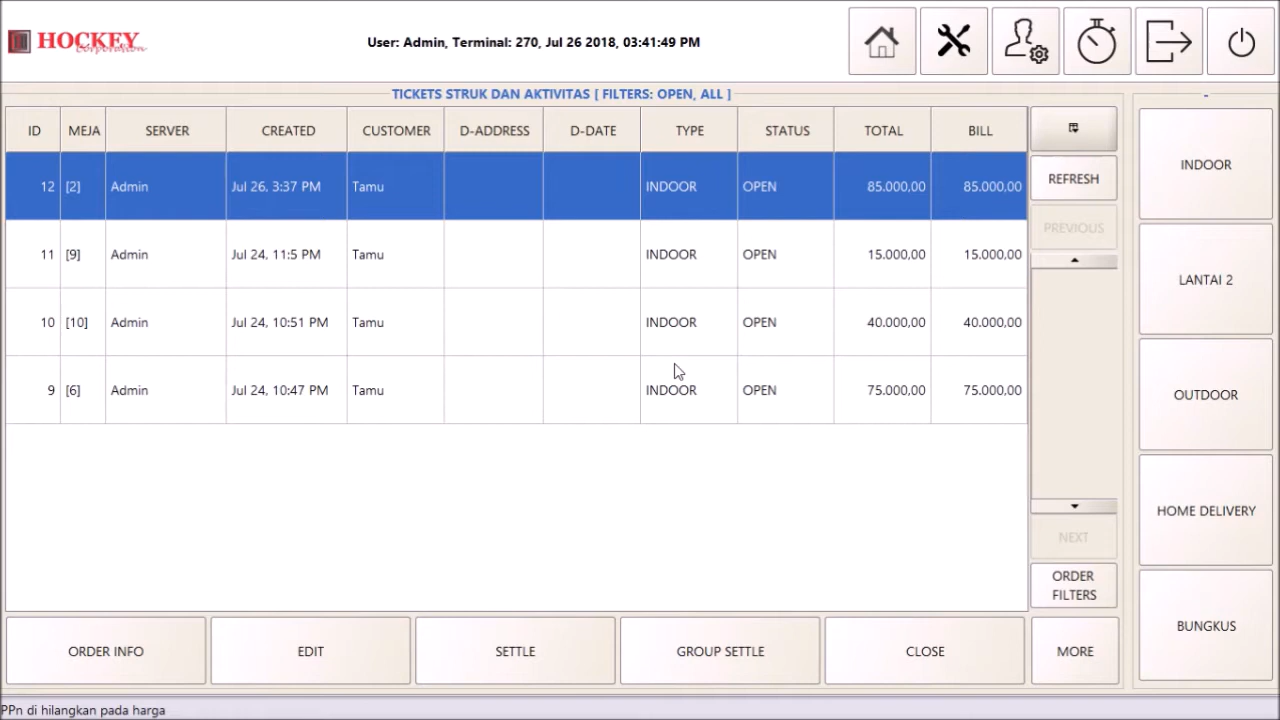 HOCKEY
Corporation
User: Admin, Terminal: 270, Jul 26 2018, 03:41:49 PM
TICKETS STRUK DAN AKTIVITAS [ FILTERS: OPEN, ALL ]
-
ID MEJA SERVER CREATED CUSTOMER D-ADDRESS D-DATE TYPE STATUS TOTAL BILL
12 [2] Admin Jul 26, 3:37 PM Tamu INDOOR OPEN 85.000,00 85.000,00
11 [9] Admin Jul 24, 11:5 PM Tamu INDOOR OPEN 15.000,00 15.000,00
10 [10] Admin Jul 24, 10:51 PM Tamu INDOOR OPEN 40.000,00 40.000,00
9 [6] Admin Jul 24, 10:47 PM Tamu INDOOR OPEN 75.000,00 75.000,00
REFRESH
PREVIOUS
NEXT
ORDER
FILTERS
INDOOR
LANTAI 2
OUTDOOR
HOME DELIVERY
BUNGKUS
ORDER INFO EDIT SETTLE GROUP SETTLE CLOSE MORE
PPn di hilangkan pada harga